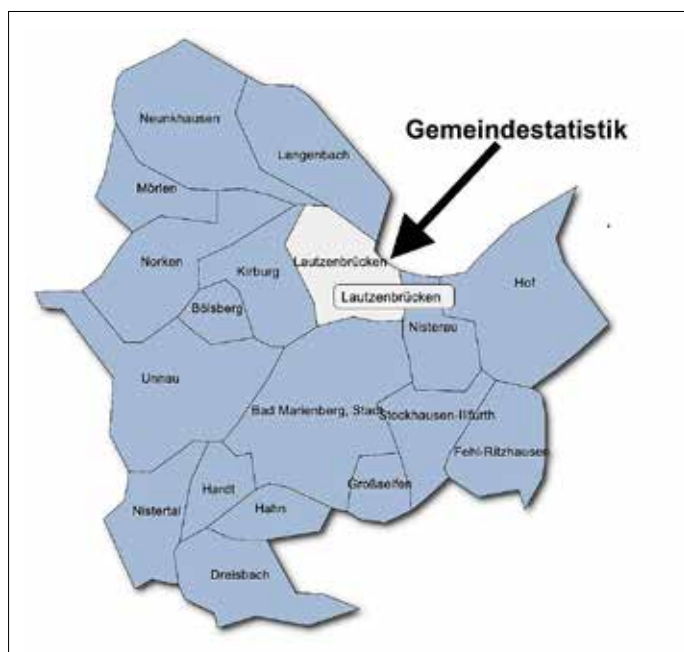 Neunkhausen
Gemeindestatistik
Langenbach
Mörlen
Norken
Kirburg
Lautzenbrücken
Hof
Lautzenbrücken
Bölsberg
Nisterau
Unnau
Bad Marienberg, Stadt
Stockhausen-Illfurth
Fehl-Ritzhausen
Großseifen
Hardt
Nistertal
Hahn
Dreisbach